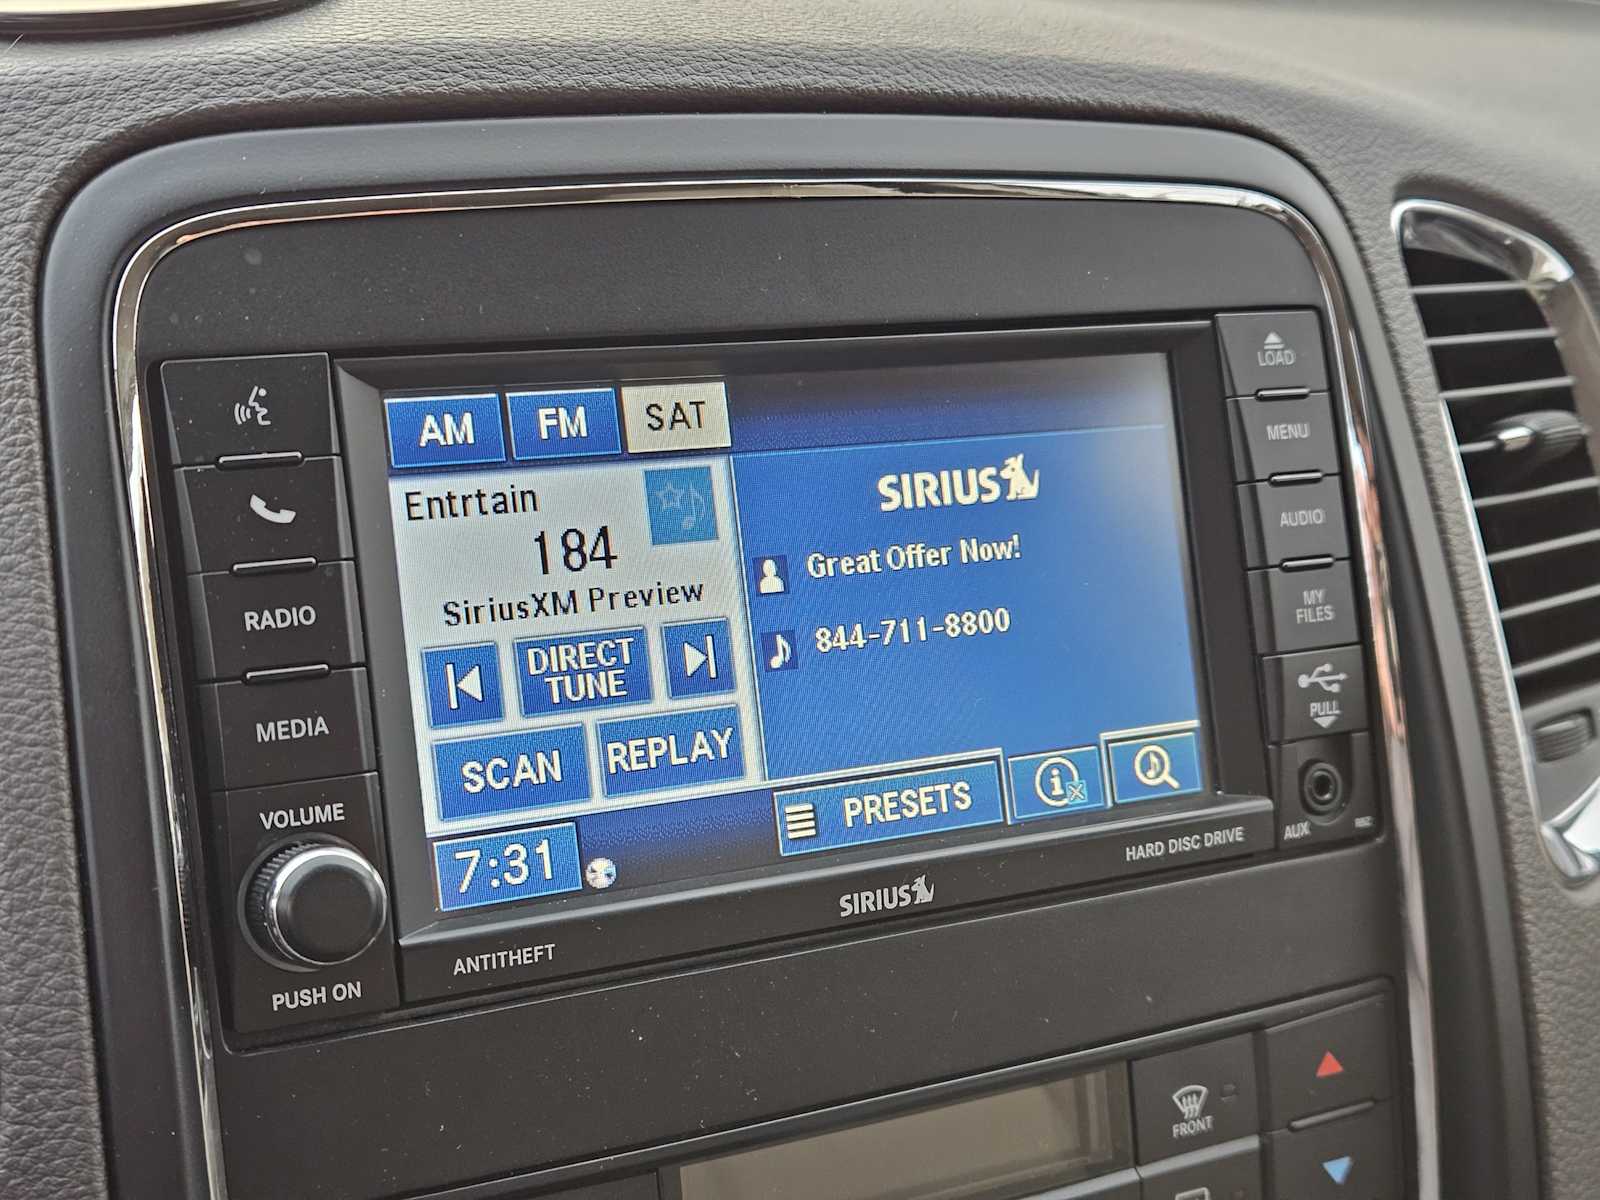 LOAD
MENU
AUDIO
MY
FILES
PULL
AUX
RBZ
RADIO
MEDIA
VOLUME
PUSH ON
AM
FM
SAT
Entrtain
184
SiriusXM Preview
DIRECT
TUNE
SCAN
REPLAY
7:31
SIRIUS
Great Offer Now!
844-711-8800
PRESETS
i
HARD DISC DRIVE
SIRIUS
ANTITHEFT
FRONT